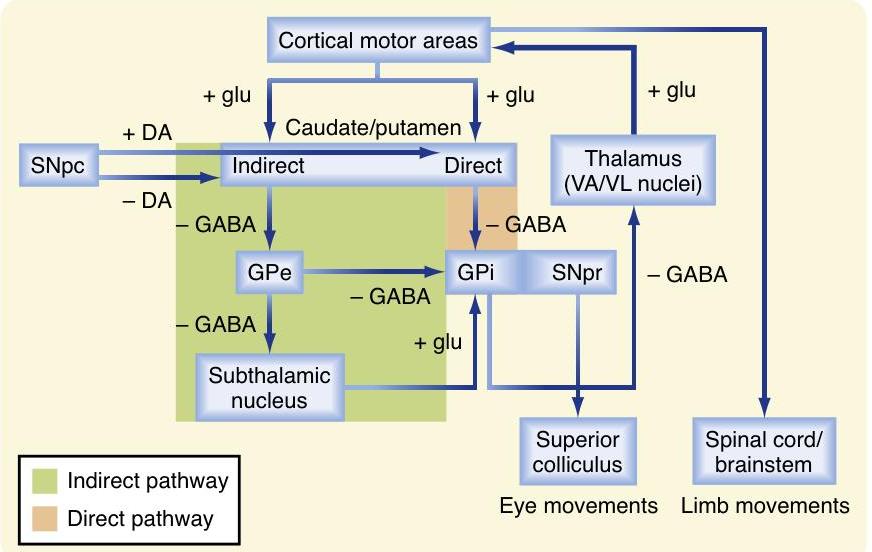 Cortical motor areas
+ glu
+ glu
+ glu
+ DA
Caudate/putamen
SNpc
Indirect
Direct
Thalamus
(VA/VL nuclei)
– DA
– GABA
– GABA
GPe
GPi
SNpr
– GABA
– GABA
– GABA
+ glu
Subthalamic
nucleus
Superior
colliculus
Spinal cord/
brainstem
Indirect pathway
Direct pathway
Eye movements
Limb movements